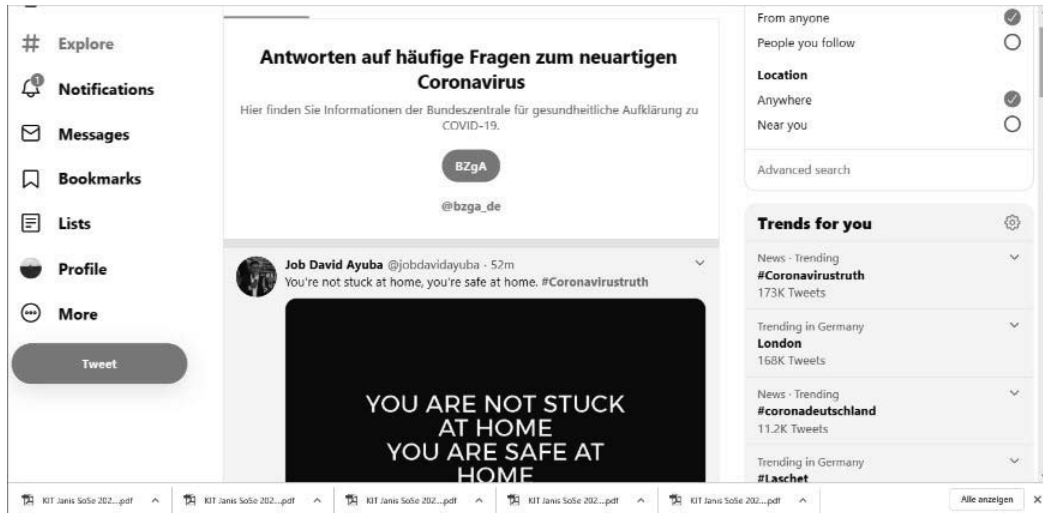 Explore
1
Notifications
Messages
Bookmarks
Lists
Profile
More
Tweet
Antworten auf häufige Fragen zum neuartigen
Coronavirus
Hier finden Sie Informationen der Bundeszentrale für gesundheitliche Aufklärung zu
COVID-19.
BZgA
@bzga_de
Job David Ayuba @jobdavidayuba · 52m
You're not stuck at home, you're safe at home. #Coronavirustruth
YOU ARE NOT STUCK
AT HOME
YOU ARE SAFE AT
HOME
From anyone
People you follow
Location
Anywhere
Near you
Advanced search
Trends for you
News · Trending
#Coronavirustruth
173K Tweets
Trending in Germany
London
168K Tweets
News · Trending
#coronadeutschland
11.2K Tweets
Trending in Germany
#Laschet
KIT Janis SoSe 202....pdf
KIT Janis SoSe 202....pdf
KIT Janis SoSe 202....pdf
KIT Janis SoSe 202....pdf
KIT Janis SoSe 202....pdf
Alle anzeigen